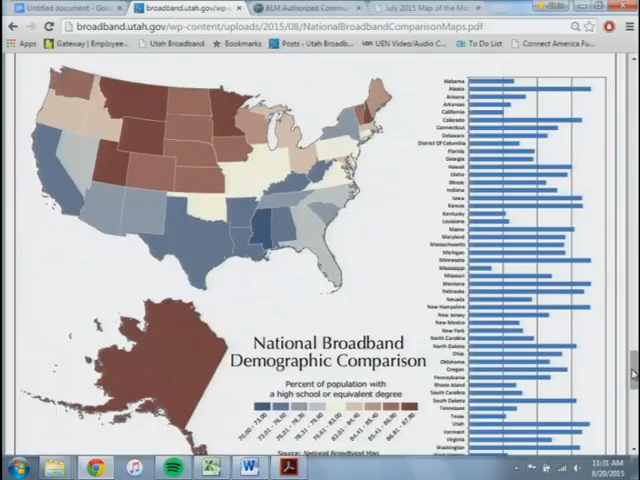 Untitled document - Goo
broadband.utah.gov/wp-
BLM Authorized Commu
July 2015 Map of the Mo
broadband.utah.gov/wp-content/uploads/2015/08/NationalBroadbandComparisonMaps.pdf
Apps
Gateway | Employee...
Utah Broadband
Bookmarks
Posts ‹ Utah Broadb...
UEN Video/Audio C...
To Do List
Connect America Fu...
Alabama
Alaska
Arizona
Arkansas
California
Colorado
Connecticut
Delaware
District Of Columbia
Florida
Georgia
Hawaii
Idaho
Illinois
Indiana
Iowa
Kansas
Kentucky
Louisiana
Maine
Maryland
Massachusetts
Michigan
Minnesota
Mississippi
Missouri
Montana
Nebraska
Nevada
New Hampshire
New Jersey
New Mexico
New York
North Carolina
North Dakota
Ohio
Oklahoma
Oregon
Pennsylvania
Rhode Island
South Carolina
South Dakota
Tennessee
Texas
Utah
Vermont
Virginia
Washington
National Broadband
Demographic Comparison
Percent of population with
a high school or equivalent degree
Source: National Broadband Map
11:31 AM
8/20/2015